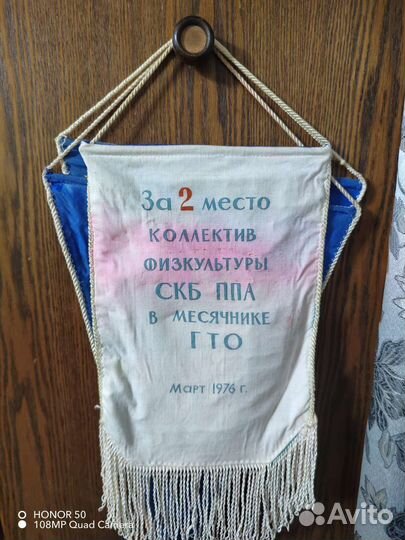 За 2 место
коллектив
физкультуры
СКБ ППА
в месячнике
ГТО
Март 1976 г.
HONOR 50
108MP Quad Camera
Avito